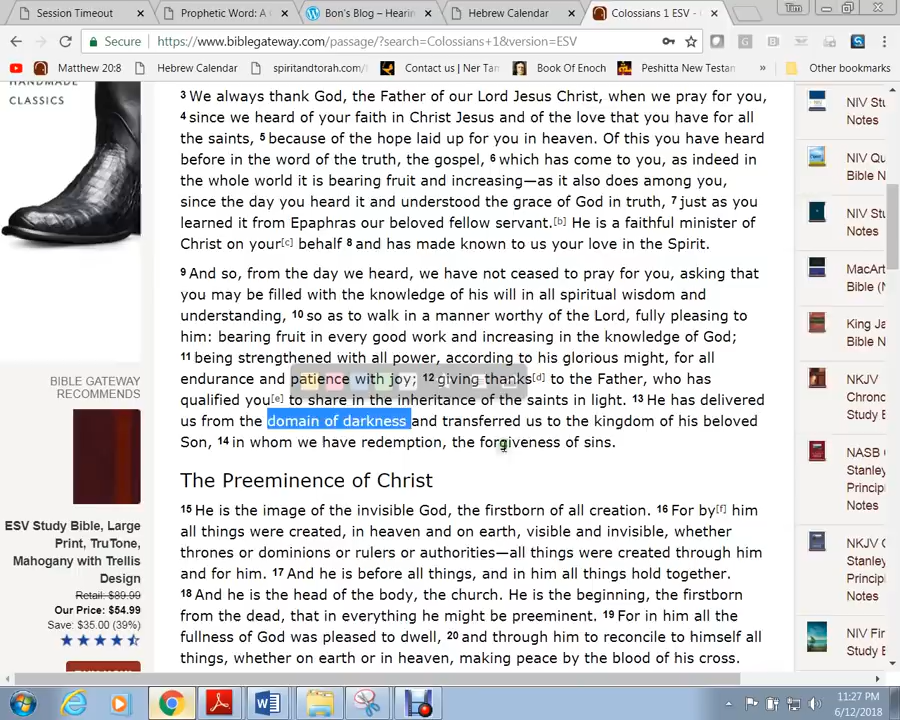 Session Timeout
Prophetic Word: A
Bon's Blog – Hearin
Hebrew Calendar
Colossians 1 ESV -
Tim
Secure
https://www.biblegateway.com/passage/?search=Colossians+1&version=ESV
Matthew 20:8
Hebrew Calendar
spiritandtorah.com/
Contact us | Ner Tam
Book Of Enoch
Peshitta New Testa
»
Other bookmarks
HANDMADE
CLASSICS
3 We always thank God, the Father of our Lord Jesus Christ, when we pray for you,
4 since we heard of your faith in Christ Jesus and of the love that you have for all
the saints, 5 because of the hope laid up for you in heaven. Of this you have heard
before in the word of the truth, the gospel, 6 which has come to you, as indeed in
the whole world it is bearing fruit and increasing—as it also does among you,
since the day you heard it and understood the grace of God in truth, 7 just as you
learned it from Epaphras our beloved fellow servant.[b] He is a faithful minister of
Christ on your[c] behalf 8 and has made known to us your love in the Spirit.
9 And so, from the day we heard, we have not ceased to pray for you, asking that
you may be filled with the knowledge of his will in all spiritual wisdom and
understanding, 10 so as to walk in a manner worthy of the Lord, fully pleasing to
him: bearing fruit in every good work and increasing in the knowledge of God;
11 being strengthened with all power, according to his glorious might, for all
endurance and patience with joy; 12 giving thanks[d] to the Father, who has
qualified you[e] to share in the inheritance of the saints in light. 13 He has delivered
us from the domain of darkness and transferred us to the kingdom of his beloved
Son, 14 in whom we have redemption, the forgiveness of sins.
The Preeminence of Christ
15 He is the image of the invisible God, the firstborn of all creation. 16 For by[f] him
all things were created, in heaven and on earth, visible and invisible, whether
thrones or dominions or rulers or authorities—all things were created through him
and for him. 17 And he is before all things, and in him all things hold together.
18 And he is the head of the body, the church. He is the beginning, the firstborn
from the dead, that in everything he might be preeminent. 19 For in him all the
fullness of God was pleased to dwell, 20 and through him to reconcile to himself all
things, whether on earth or in heaven, making peace by the blood of his cross.
BIBLE GATEWAY
RECOMMENDS
ESV Study Bible, Large
Print, TruTone,
Mahogany with Trellis
Design
Retail: $89.99
Our Price: $54.99
Save: $35.00 (39%)
NIV Stu
Notes
NIV Qu
Bible N
NIV Stu
Notes
MacArt
Bible (N
King Ja
Bible N
NKJV
Chrono
Study B
NASB C
Stanley
Princip
Notes
NKJV C
Stanley
Princip
Notes
NIV Fir
Study B
11:27 PM
6/12/2018